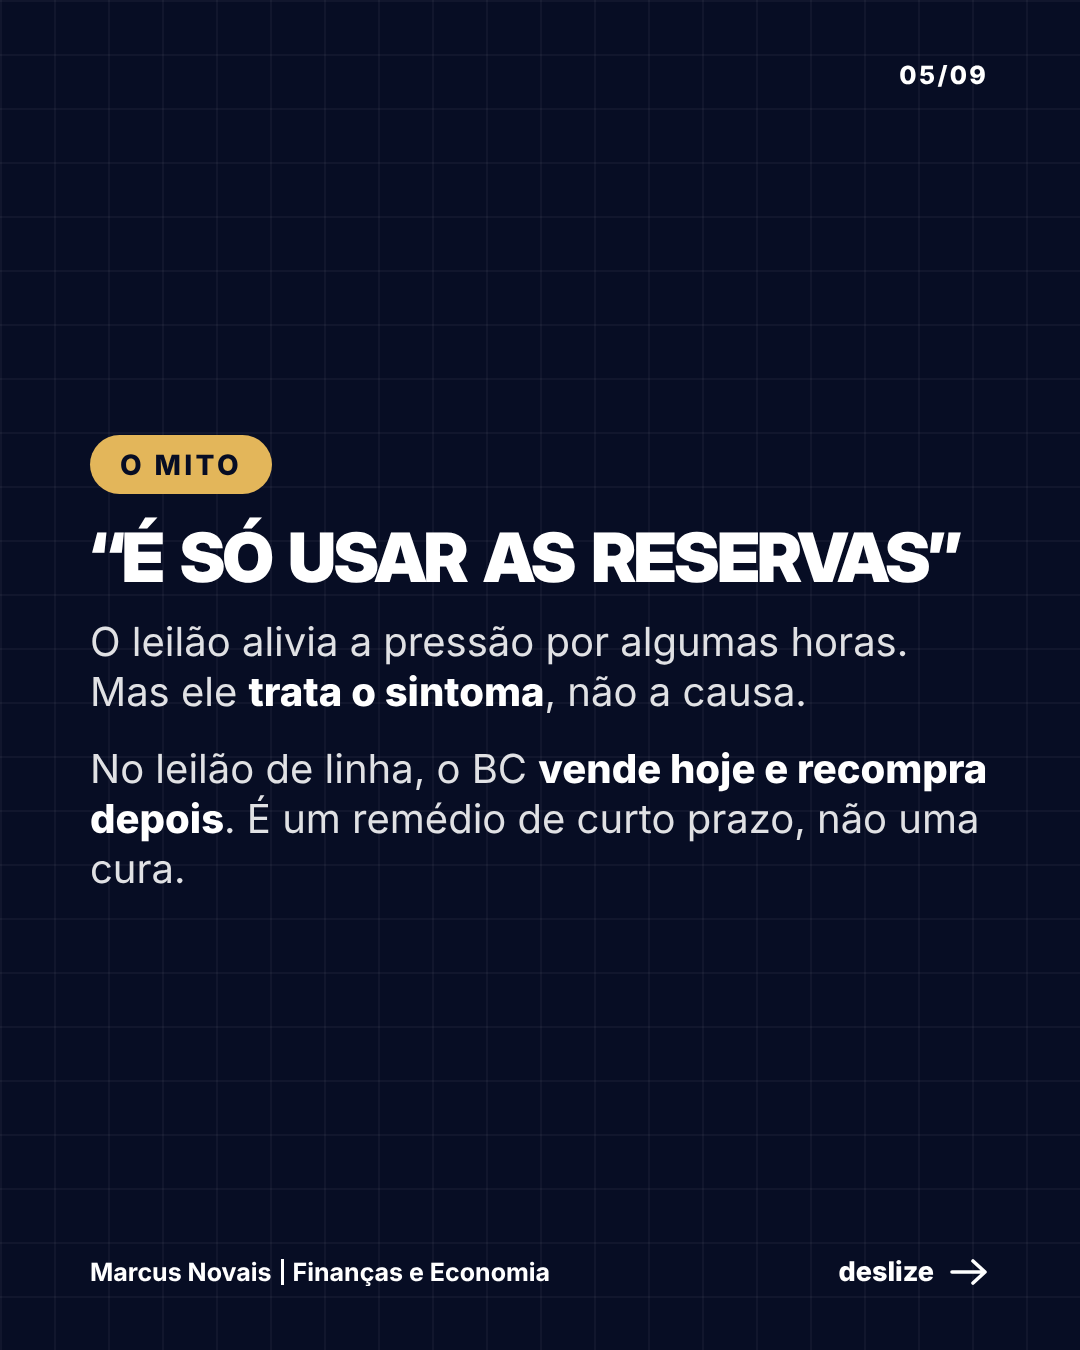 05/09
O MITO
“É SÓ USAR AS RESERVAS”
O leilão alivia a pressão por algumas horas.
Mas ele trata o sintoma, não a causa.
No leilão de linha, o BC vende hoje e recompra
depois. É um remédio de curto prazo, não uma
cura.
Marcus Novais | Finanças e Economia
deslize →